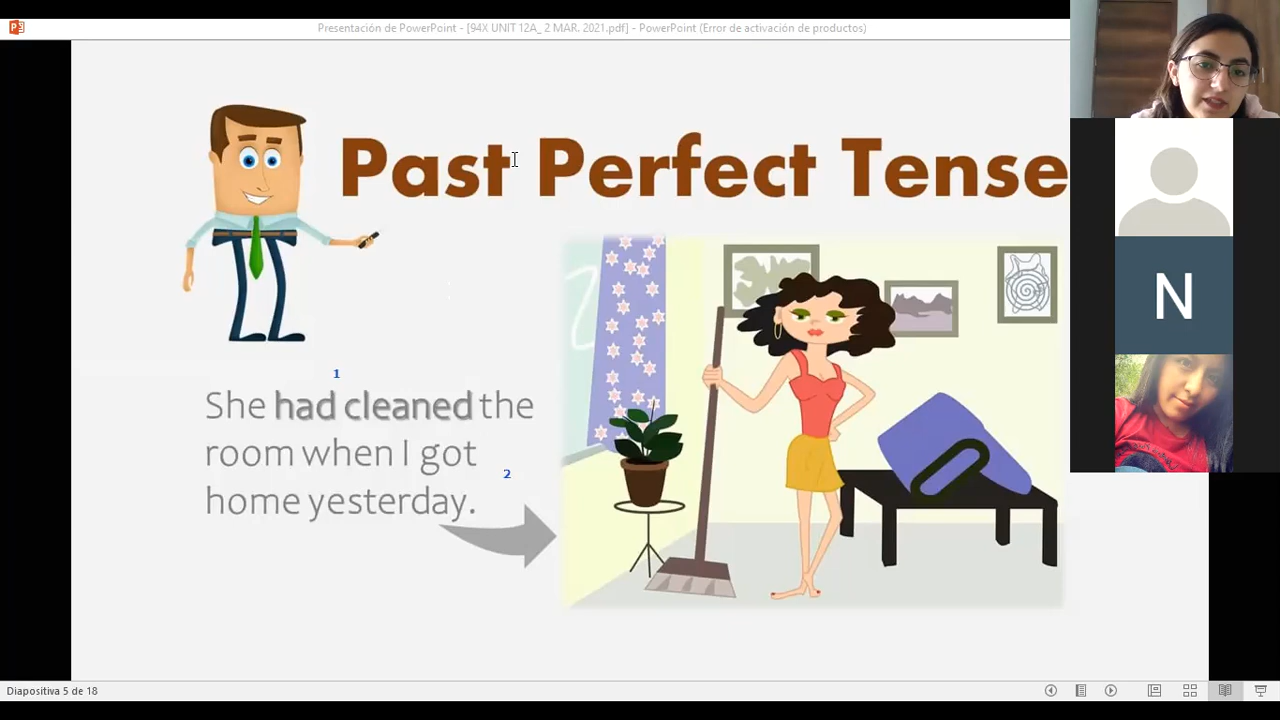 Presentación de PowerPoint - [94X UNIT 12A_ 2 MAR. 2021.pdf] - PowerPoint (Error de activación de productos)
Past Perfect Tense
1
She had cleaned the
room when I got
2
home yesterday.
N
Diapositiva 5 de 18